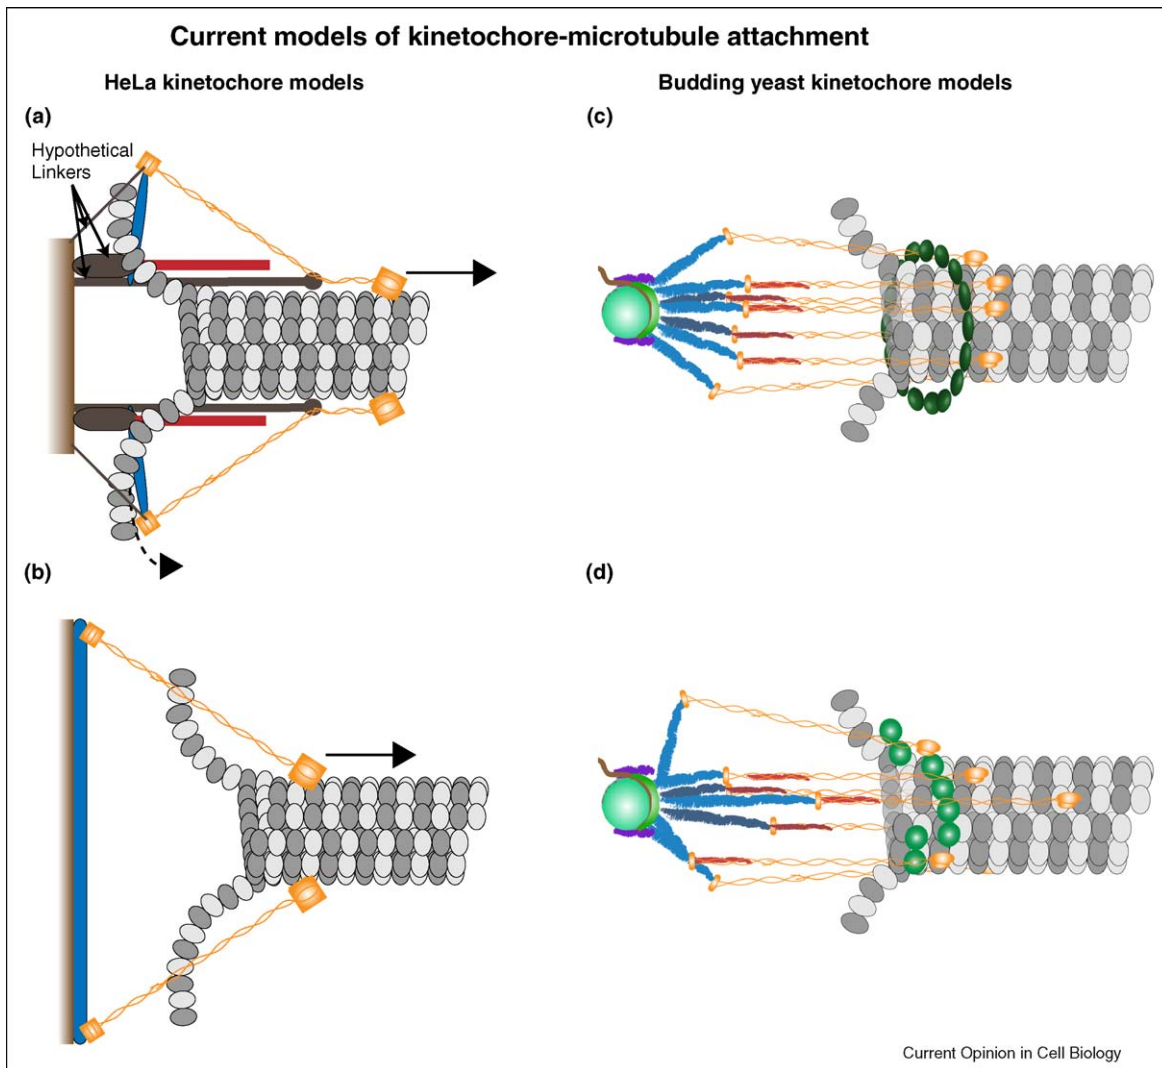 Current models of kinetochore-microtubule attachment
HeLa kinetochore models
Budding yeast kinetochore models
(a)
(c)
Hypothetical
Linkers
(b)
(d)
Current Opinion in Cell Biology